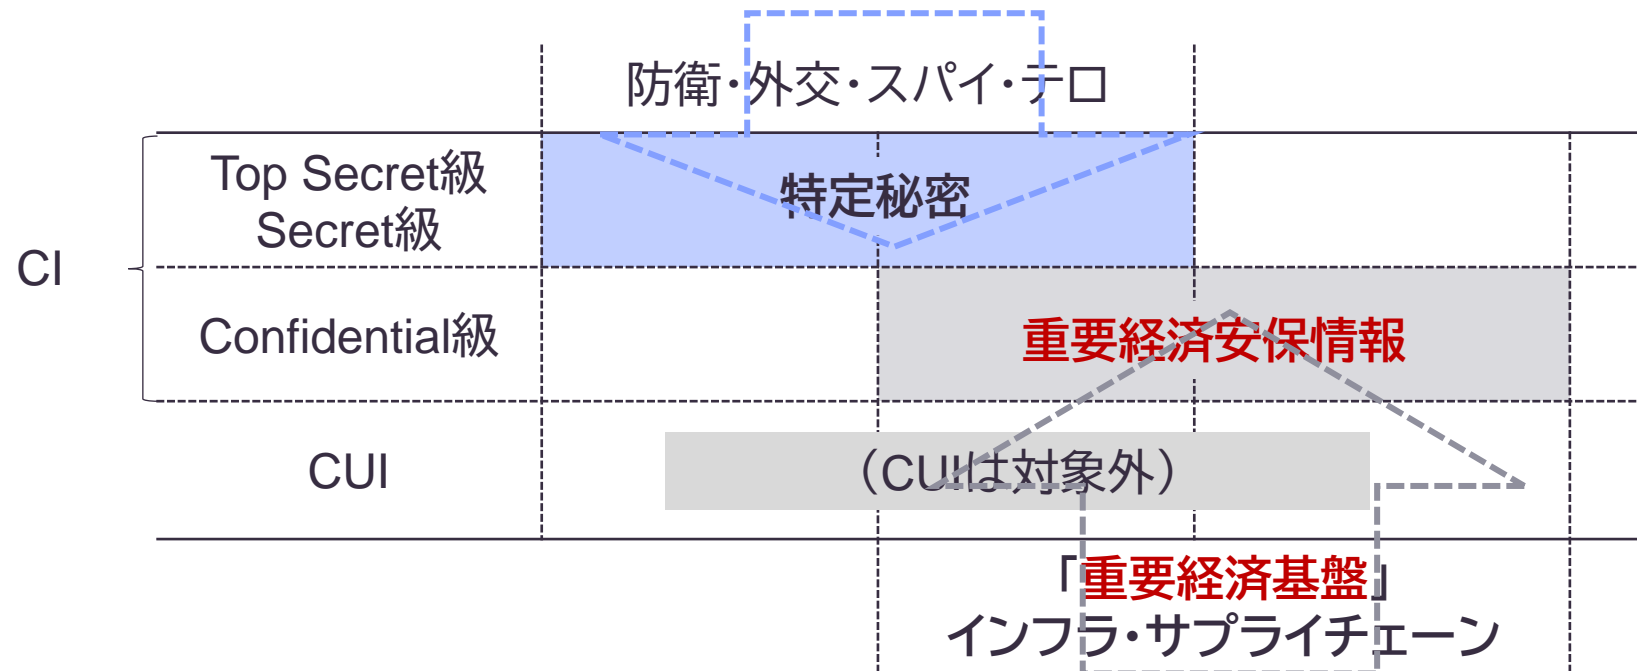 防衛・外交・スパイ・テロ
Top Secret級
Secret級
特定秘密
CI
Confidential級
重要経済安保情報
CUI
（CUIは対象外）
「重要経済基盤」
インフラ・サプライチェーン